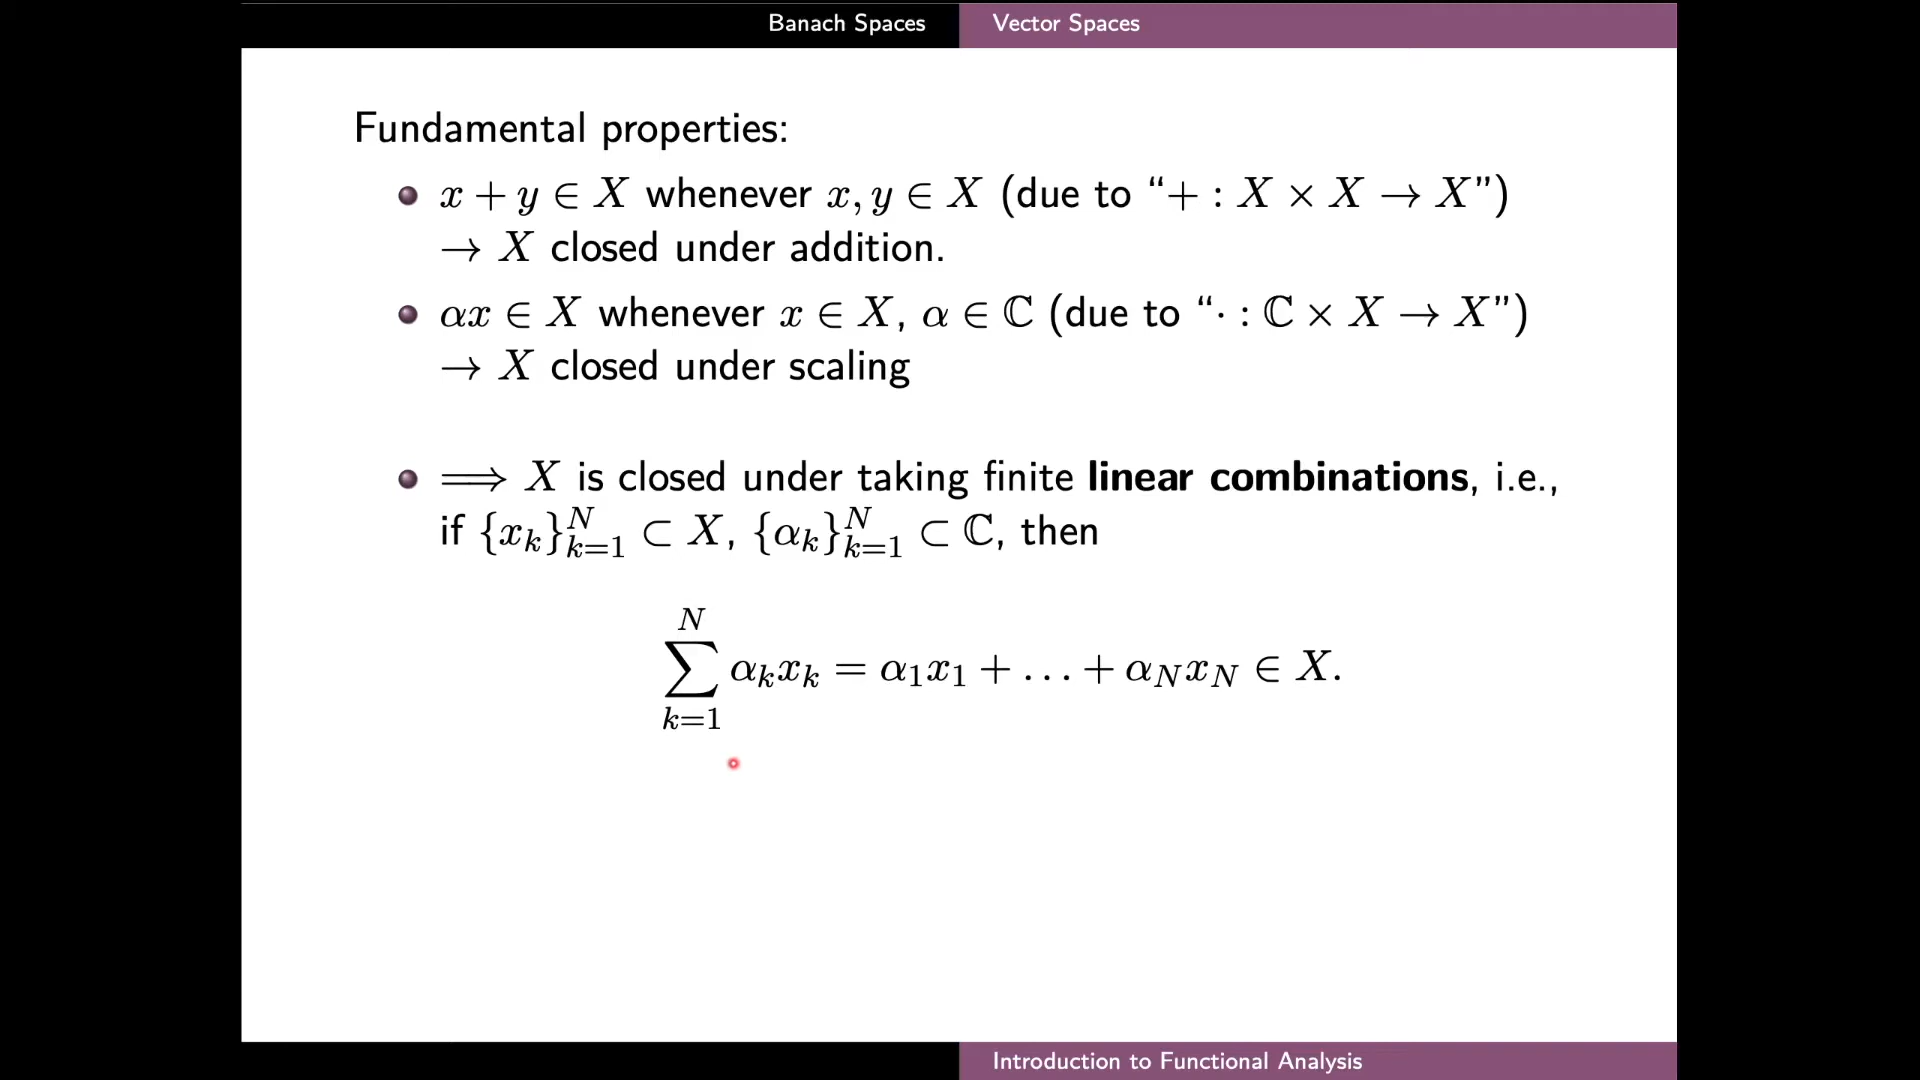 Banach Spaces Vector Spaces
Fundamental properties:
x + y ∈ X whenever x, y ∈ X (due to “+ : X × X → X”)
→ X closed under addition.
αx ∈ X whenever x ∈ X, α ∈ ℂ (due to “· : ℂ × X → X”)
→ X closed under scaling
⟹ X is closed under taking finite linear combinations, i.e.,
if {x_k}_{k=1}^N ⊂ X, {α_k}_{k=1}^N ⊂ ℂ, then
∑_{k=1}^N α_k x_k = α_1 x_1 + … + α_N x_N ∈ X.
Introduction to Functional Analysis